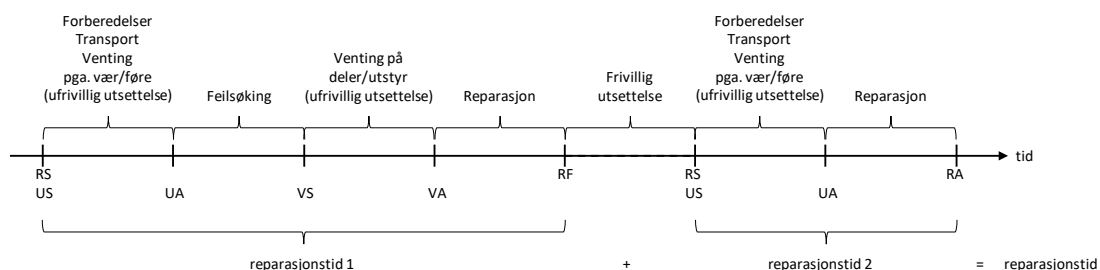 Forberedelser
Transport
Venting
pga. vær/føre
(ufrivillig utsettelse)
Feilsøking
Venting på
deler/utstyr
(ufrivillig utsettelse)
Reparasjon
Frivillig
utsettelse
Forberedelser
Transport
Venting
pga. vær/føre
(ufrivillig utsettelse)
Reparasjon
tid
RS RF RS RA
US UA VS VA US UA
reparasjonstid 1 + reparasjonstid 2 = reparasjonstid